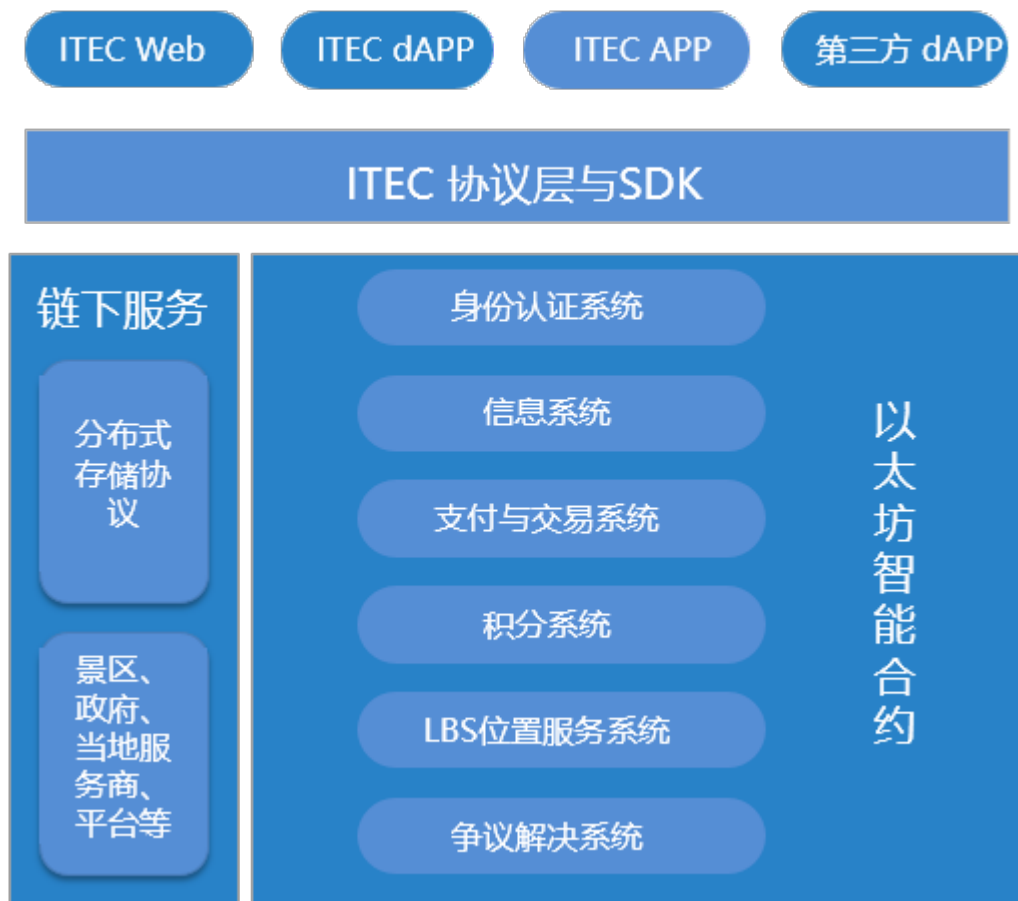 ITEC Web
ITEC dAPP
ITEC APP
第三方 dAPP
ITEC 协议层与SDK
链下服务
分布式
存储协
议
景区、
政府、
当地服
务商、
平台等
身份认证系统
信息系统
支付与交易系统
积分系统
LBS位置服务系统
争议解决系统
以太坊智能合约